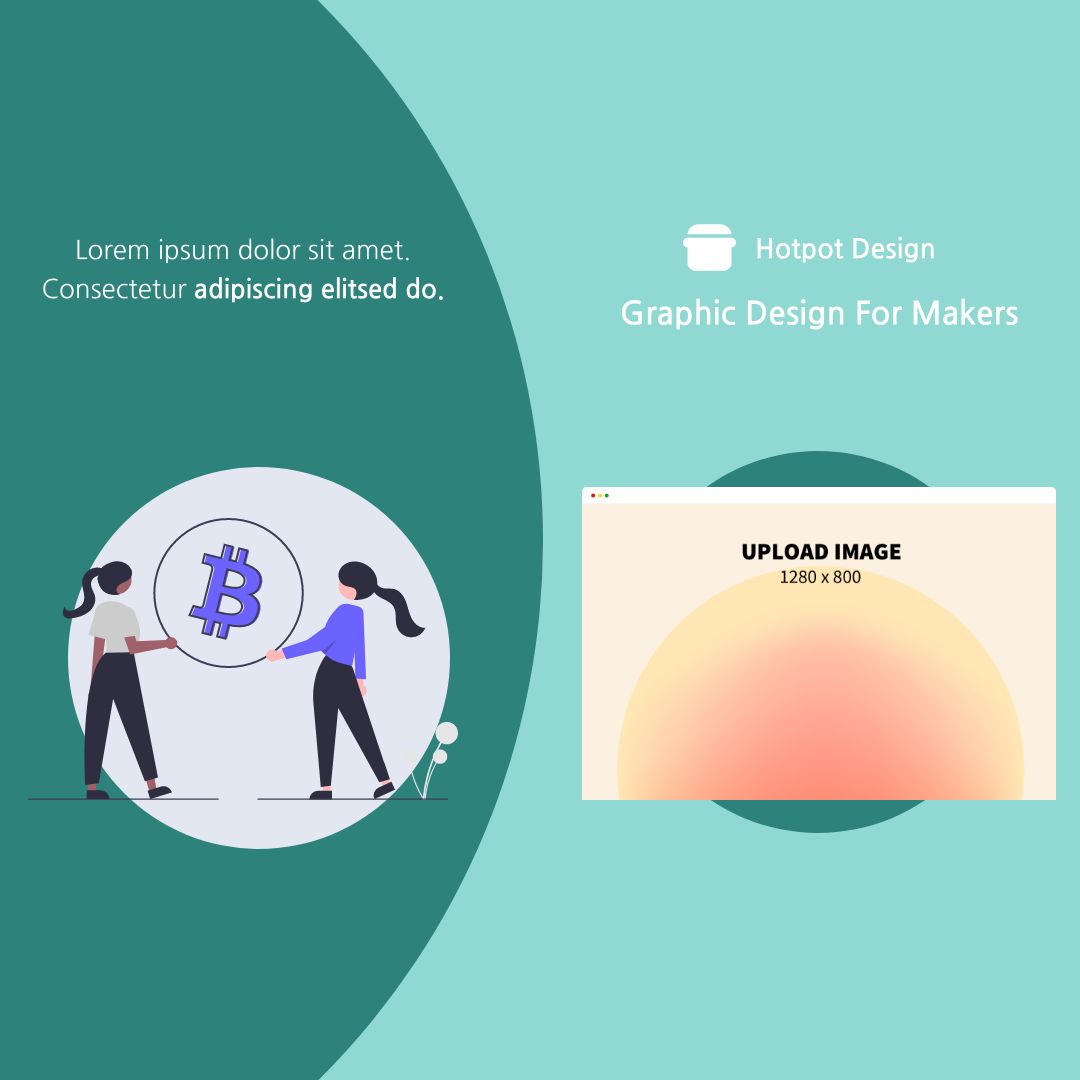 Lorem ipsum dolor sit amet.
Consectetur adipiscing elitsed do.
Hotpot Design
Graphic Design For Makers
UPLOAD IMAGE
1280 x 800